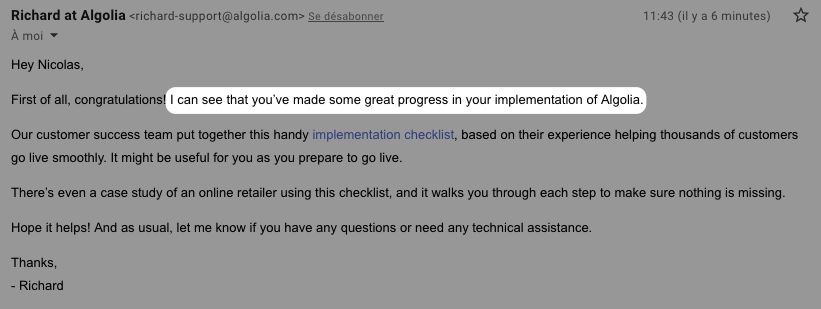 Richard at Algolia <richard-support@algolia.com> Se désabonner 11:43 (il y a 6 minutes)
À moi
Hey Nicolas,
First of all, congratulations! I can see that you've made some great progress in your implementation of Algolia.
Our customer success team put together this handy implementation checklist, based on their experience helping thousands of customers
go live smoothly. It might be useful for you as you prepare to go live.
There's even a case study of an online retailer using this checklist, and it walks you through each step to make sure nothing is missing.
Hope it helps! And as usual, let me know if you have any questions or need any technical assistance.
Thanks,
- Richard